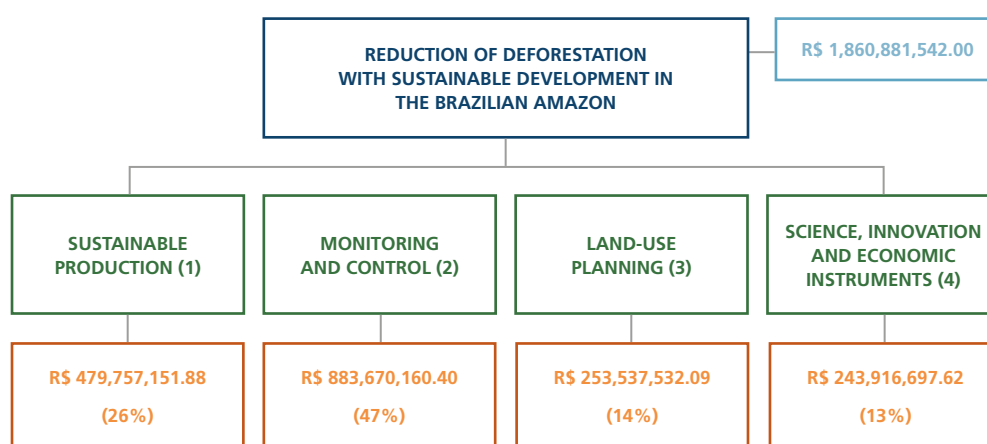 REDUCTION OF DEFORESTATION
WITH SUSTAINABLE DEVELOPMENT IN
THE BRAZILIAN AMAZON
R$ 1,860,881,542.00
SUSTAINABLE
PRODUCTION (1)
MONITORING
AND CONTROL (2)
LAND-USE
PLANNING (3)
SCIENCE, INNOVATION
AND ECONOMIC
INSTRUMENTS (4)
R$ 479,757,151.88
(26%)
R$ 883,670,160.40
(47%)
R$ 253,537,532.09
(14%)
R$ 243,916,697.62
(13%)